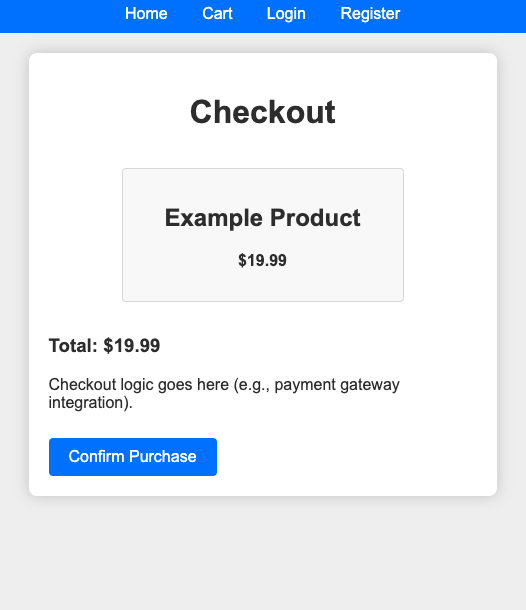 Home Cart Login Register
Checkout
Example Product
$19.99
Total: $19.99
Checkout logic goes here (e.g., payment gateway
integration).
Confirm Purchase